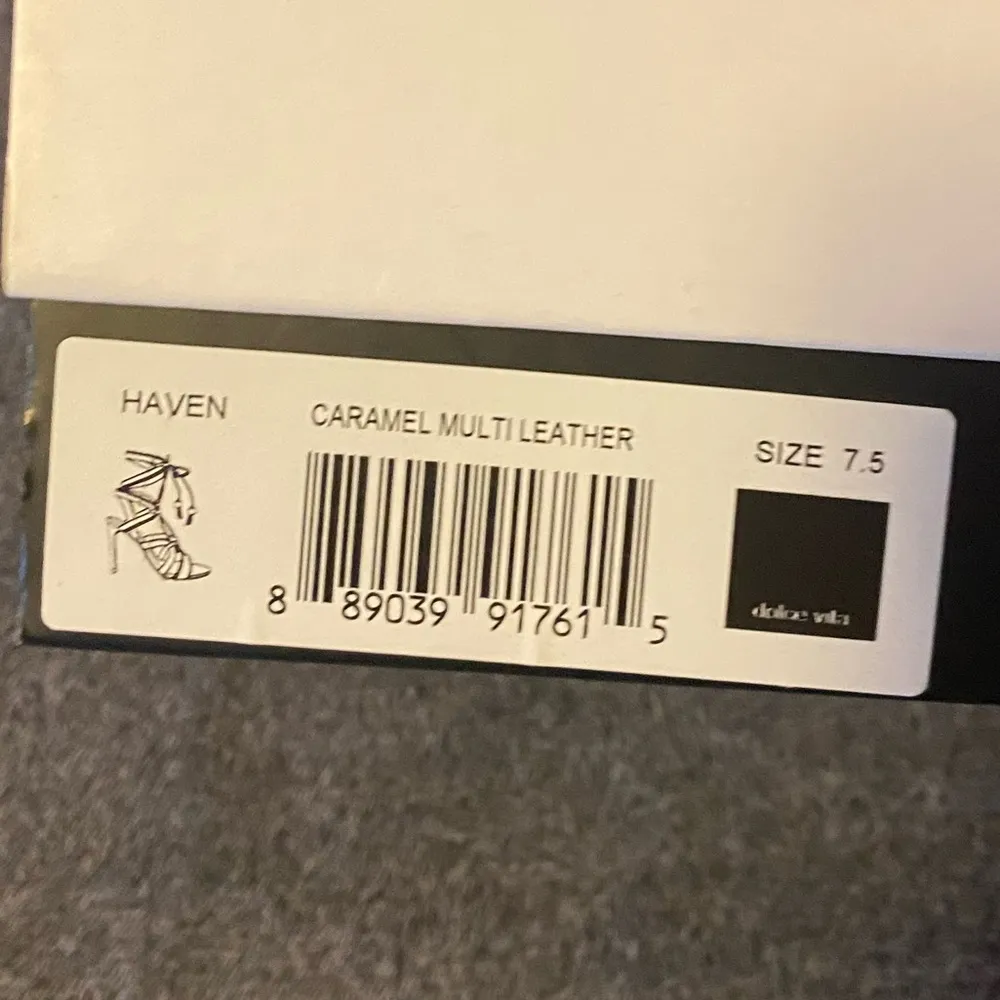 HAVEN
CARAMEL MULTI LEATHER
SIZE 7.5
8 89039 91761 5
dolce vita